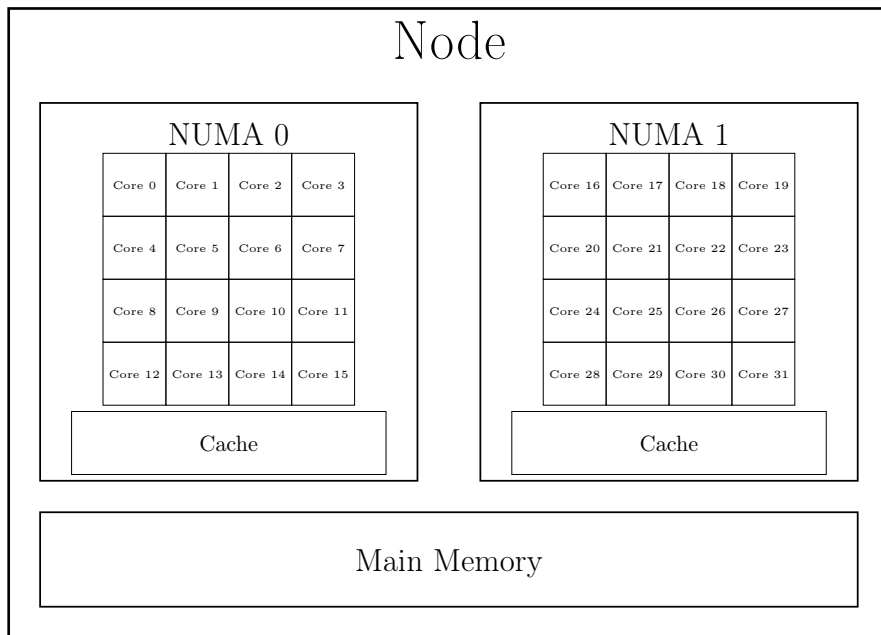 Node
NUMA 0
Core 0 Core 1 Core 2 Core 3
Core 4 Core 5 Core 6 Core 7
Core 8 Core 9 Core 10 Core 11
Core 12 Core 13 Core 14 Core 15
Cache
NUMA 1
Core 16 Core 17 Core 18 Core 19
Core 20 Core 21 Core 22 Core 23
Core 24 Core 25 Core 26 Core 27
Core 28 Core 29 Core 30 Core 31
Cache
Main Memory